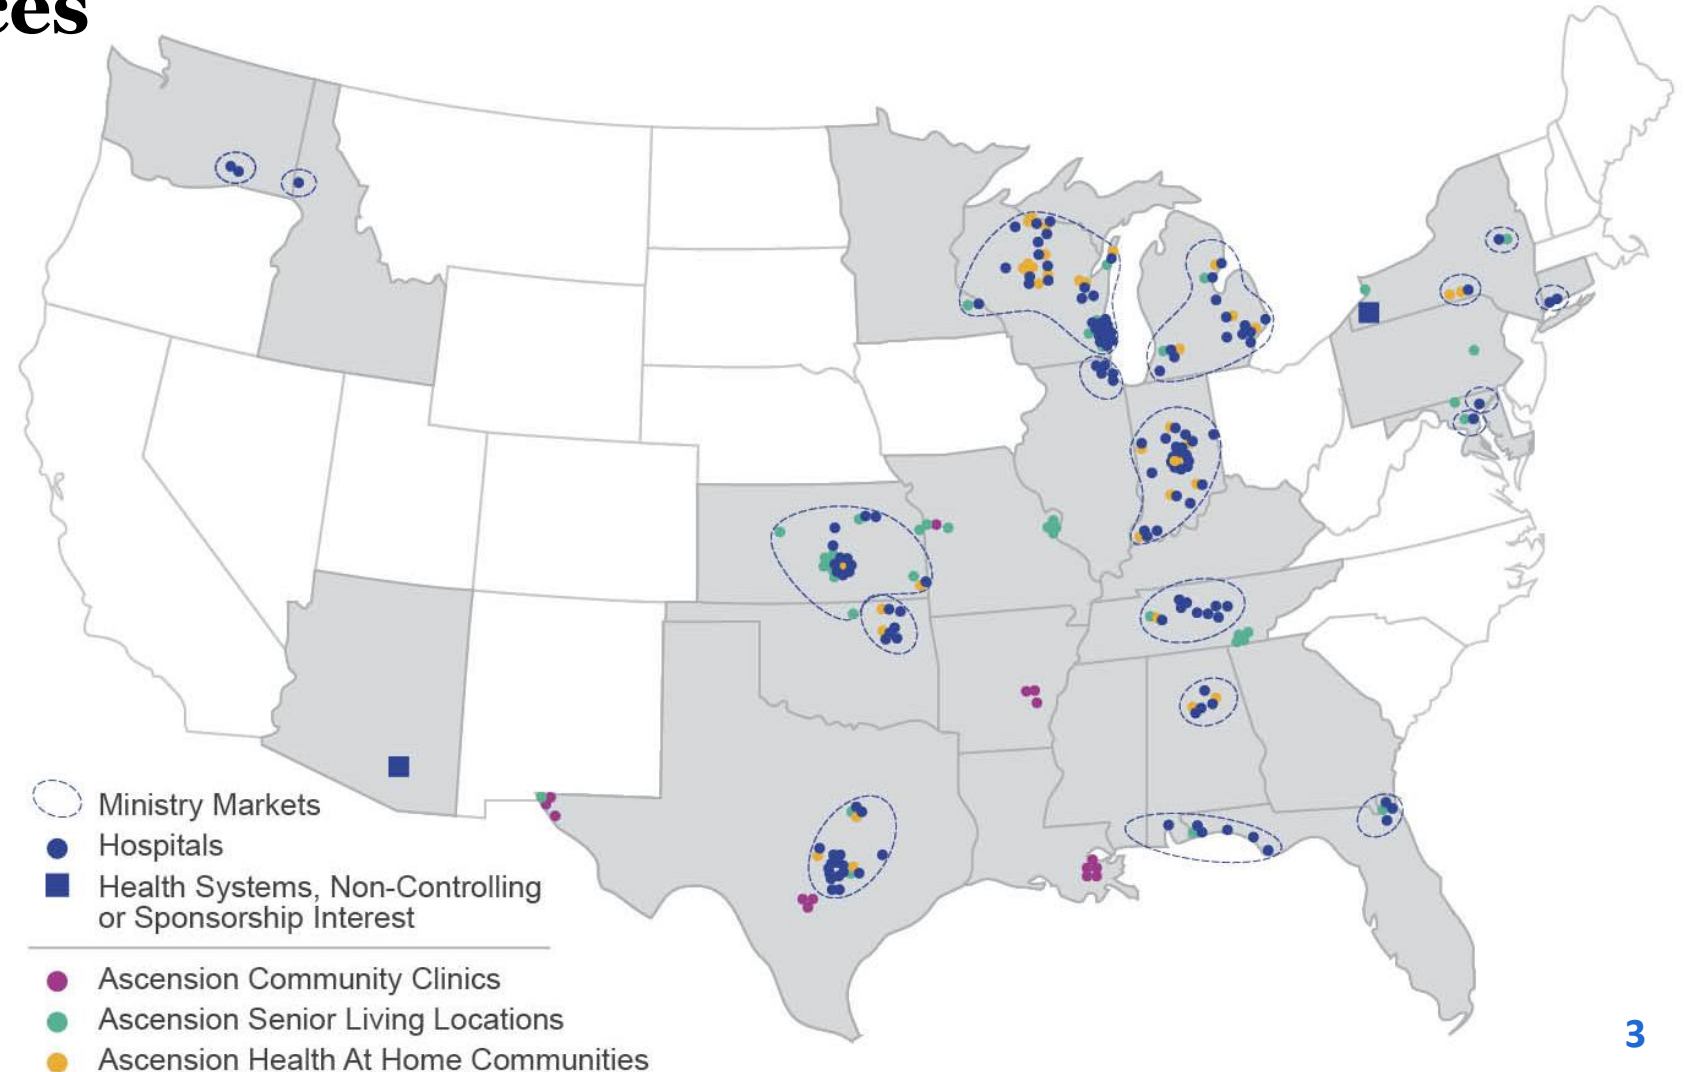 Ministry Markets
Hospitals
Health Systems, Non-Controlling
or Sponsorship Interest
Ascension Community Clinics
Ascension Senior Living Locations
Ascension Health At Home Communities
3